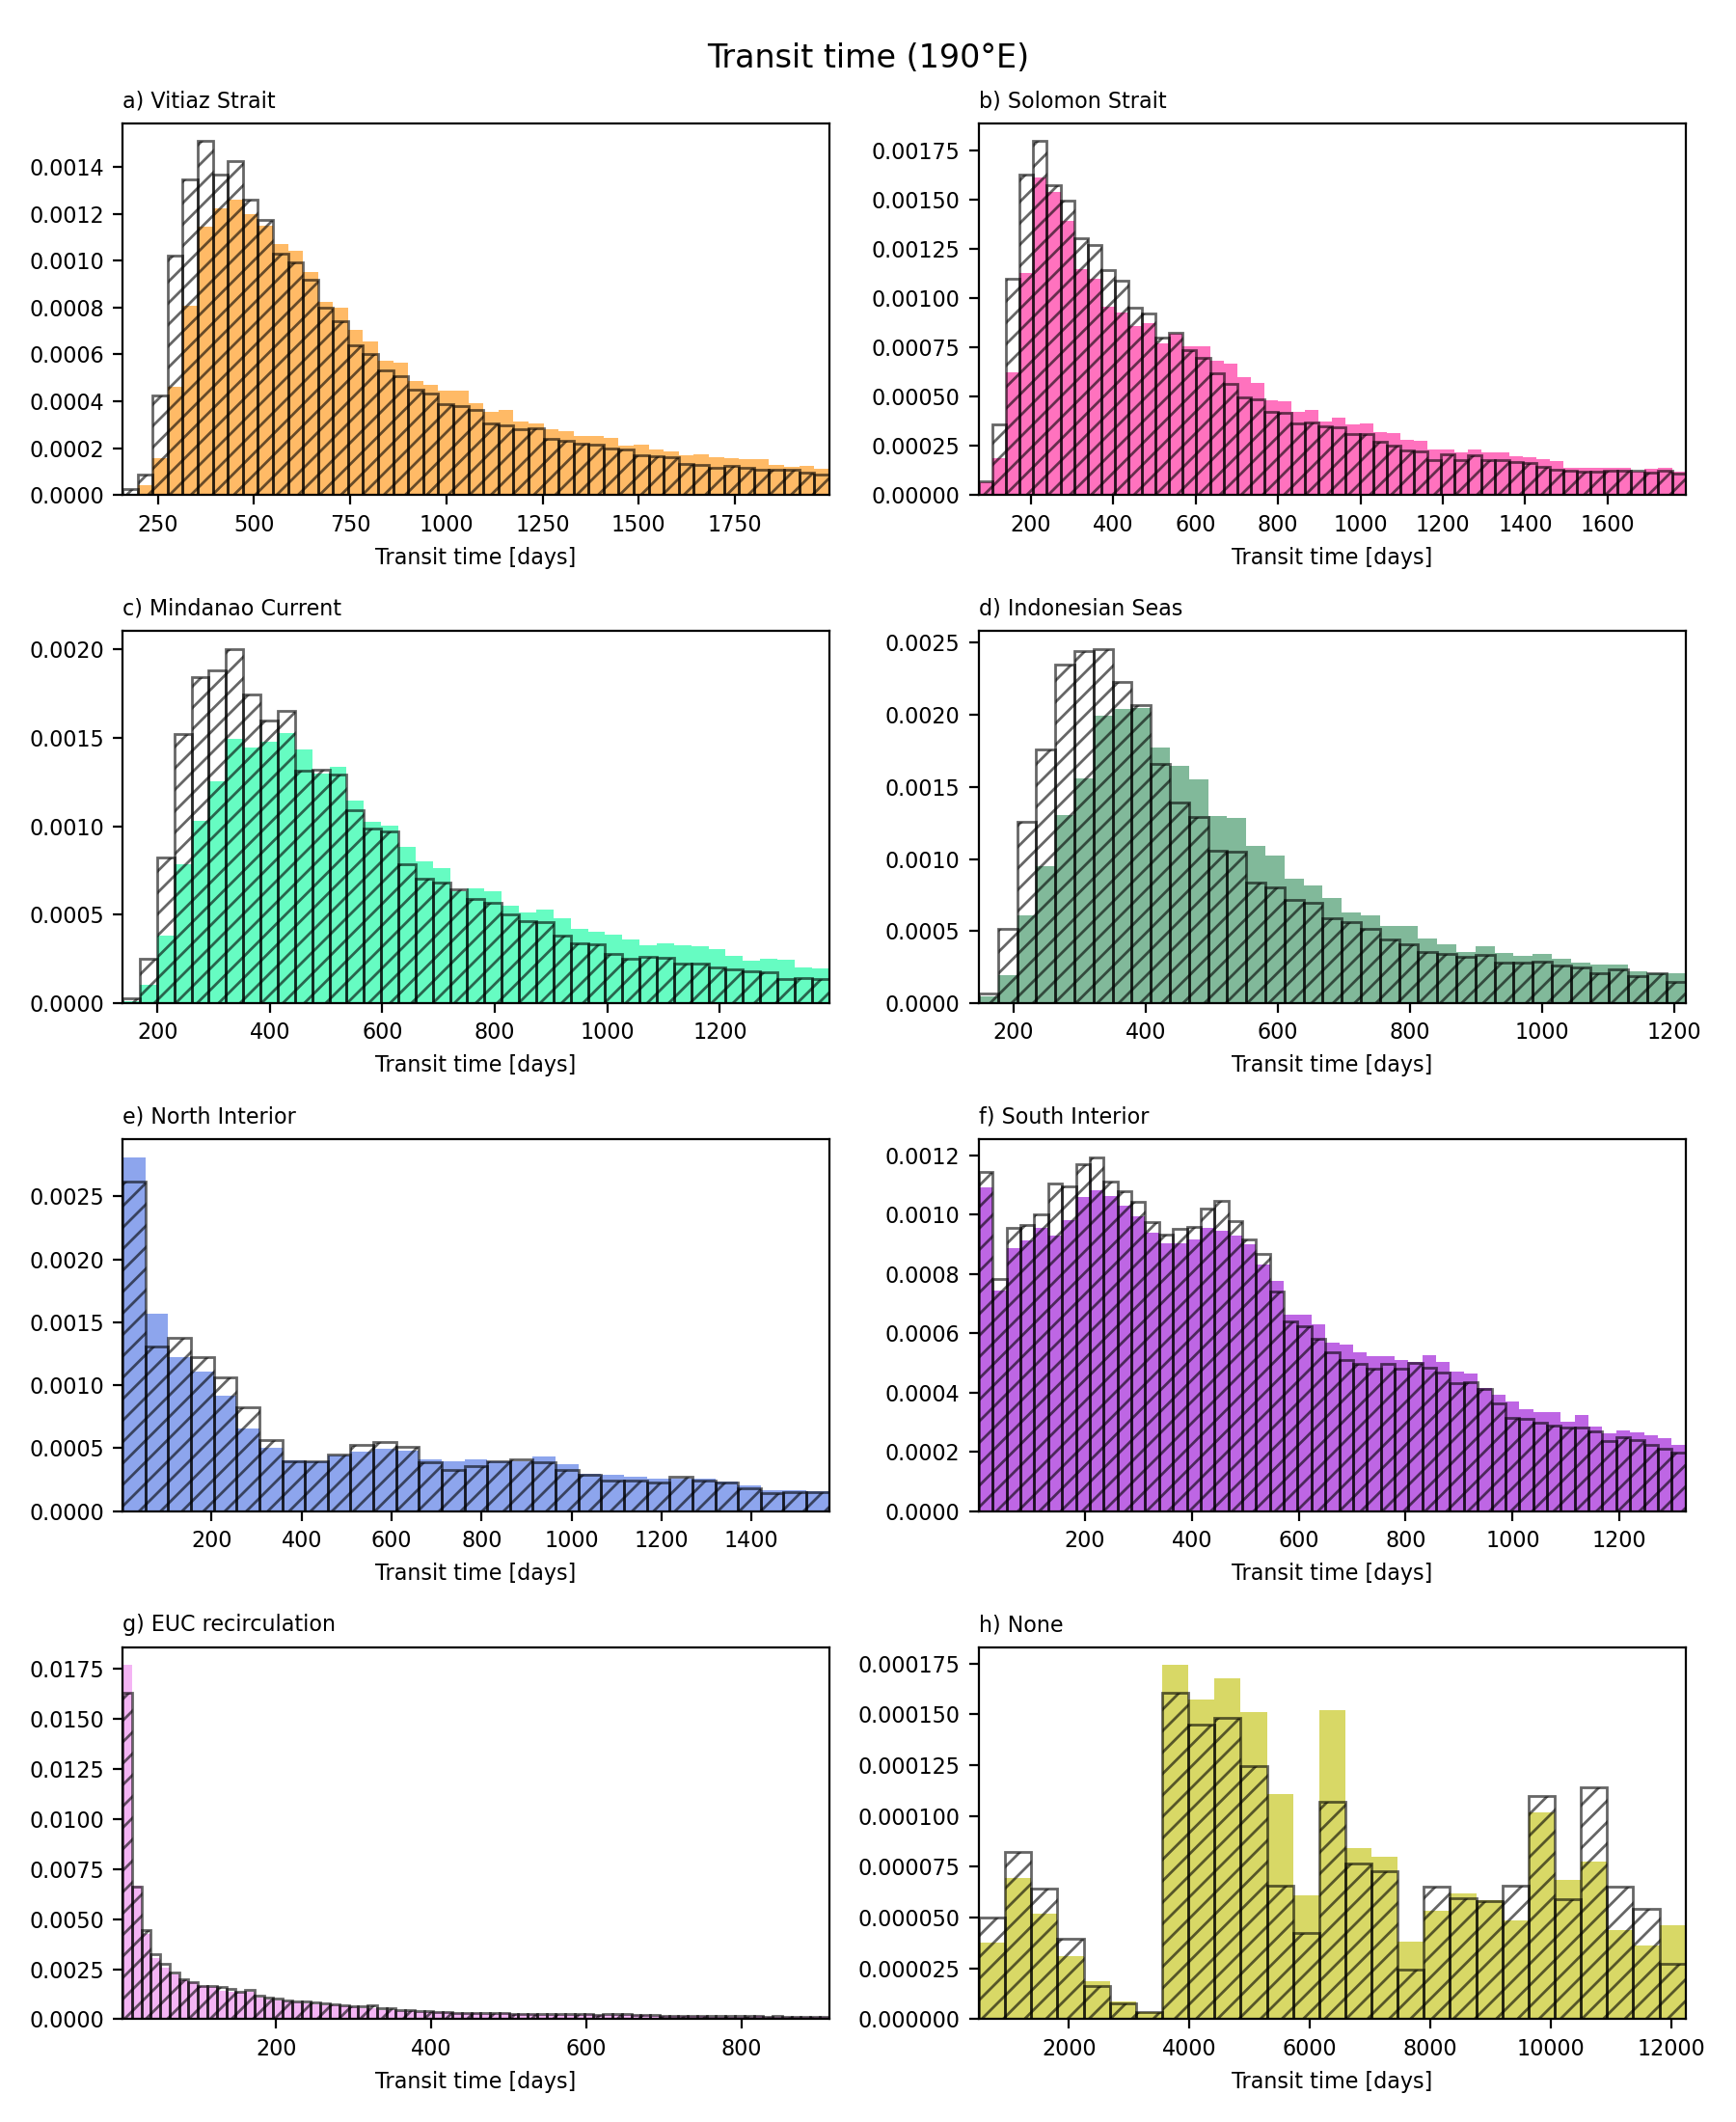 Transit time (190°E)
a) Vitiaz Strait
0.0014
0.0012
0.0010
0.0008
0.0006
0.0004
0.0002
0.0000
250 500 750 1000 1250 1500 1750
Transit time [days]
b) Solomon Strait
0.00175
0.00150
0.00125
0.00100
0.00075
0.00050
0.00025
0.00000
200 400 600 800 1000 1200 1400 1600
Transit time [days]
c) Mindanao Current
0.0020
0.0015
0.0010
0.0005
0.0000
200 400 600 800 1000 1200
Transit time [days]
d) Indonesian Seas
0.0025
0.0020
0.0015
0.0010
0.0005
0.0000
200 400 600 800 1000 1200
Transit time [days]
e) North Interior
0.0025
0.0020
0.0015
0.0010
0.0005
0.0000
200 400 600 800 1000 1200 1400
Transit time [days]
f) South Interior
0.0012
0.0010
0.0008
0.0006
0.0004
0.0002
0.0000
200 400 600 800 1000 1200
Transit time [days]
g) EUC recirculation
0.0175
0.0150
0.0125
0.0100
0.0075
0.0050
0.0025
0.0000
200 400 600 800
Transit time [days]
h) None
0.000175
0.000150
0.000125
0.000100
0.000075
0.000050
0.000025
0.000000
2000 4000 6000 8000 10000 12000
Transit time [days]